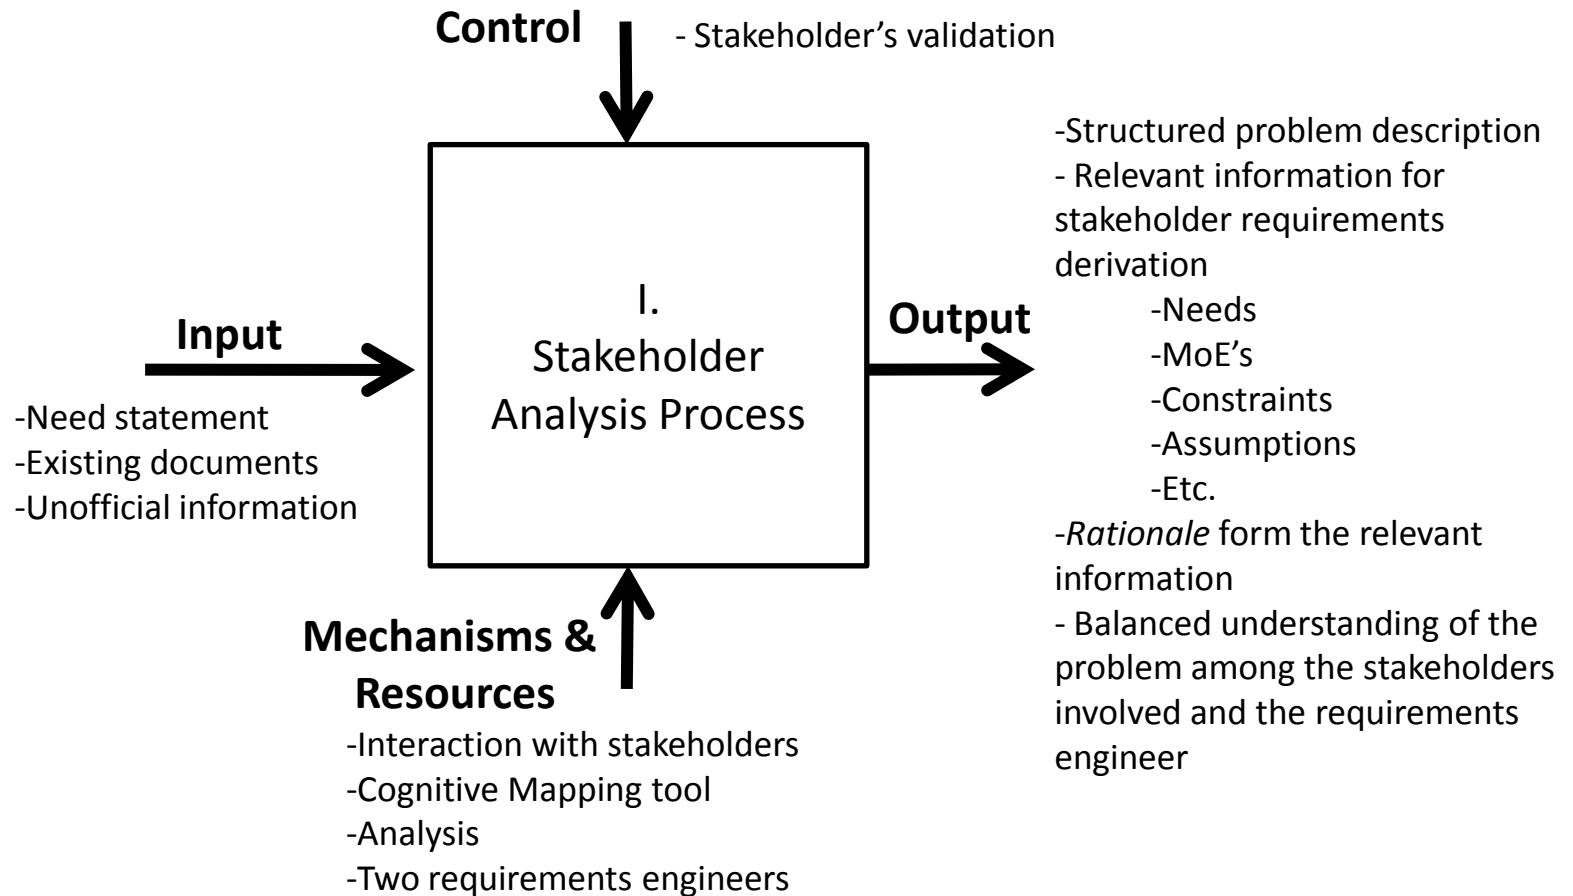 Control
- Stakeholder’s validation
Input
-Need statement
-Existing documents
-Unofficial information
I.
Stakeholder
Analysis Process
Output
-Structured problem description
- Relevant information for
stakeholder requirements
derivation
-Needs
-MoE’s
-Constraints
-Assumptions
-Etc.
-Rationale form the relevant
information
- Balanced understanding of the
problem among the stakeholders
involved and the requirements
engineer
Mechanisms &
Resources
-Interaction with stakeholders
-Cognitive Mapping tool
-Analysis
-Two requirements engineers